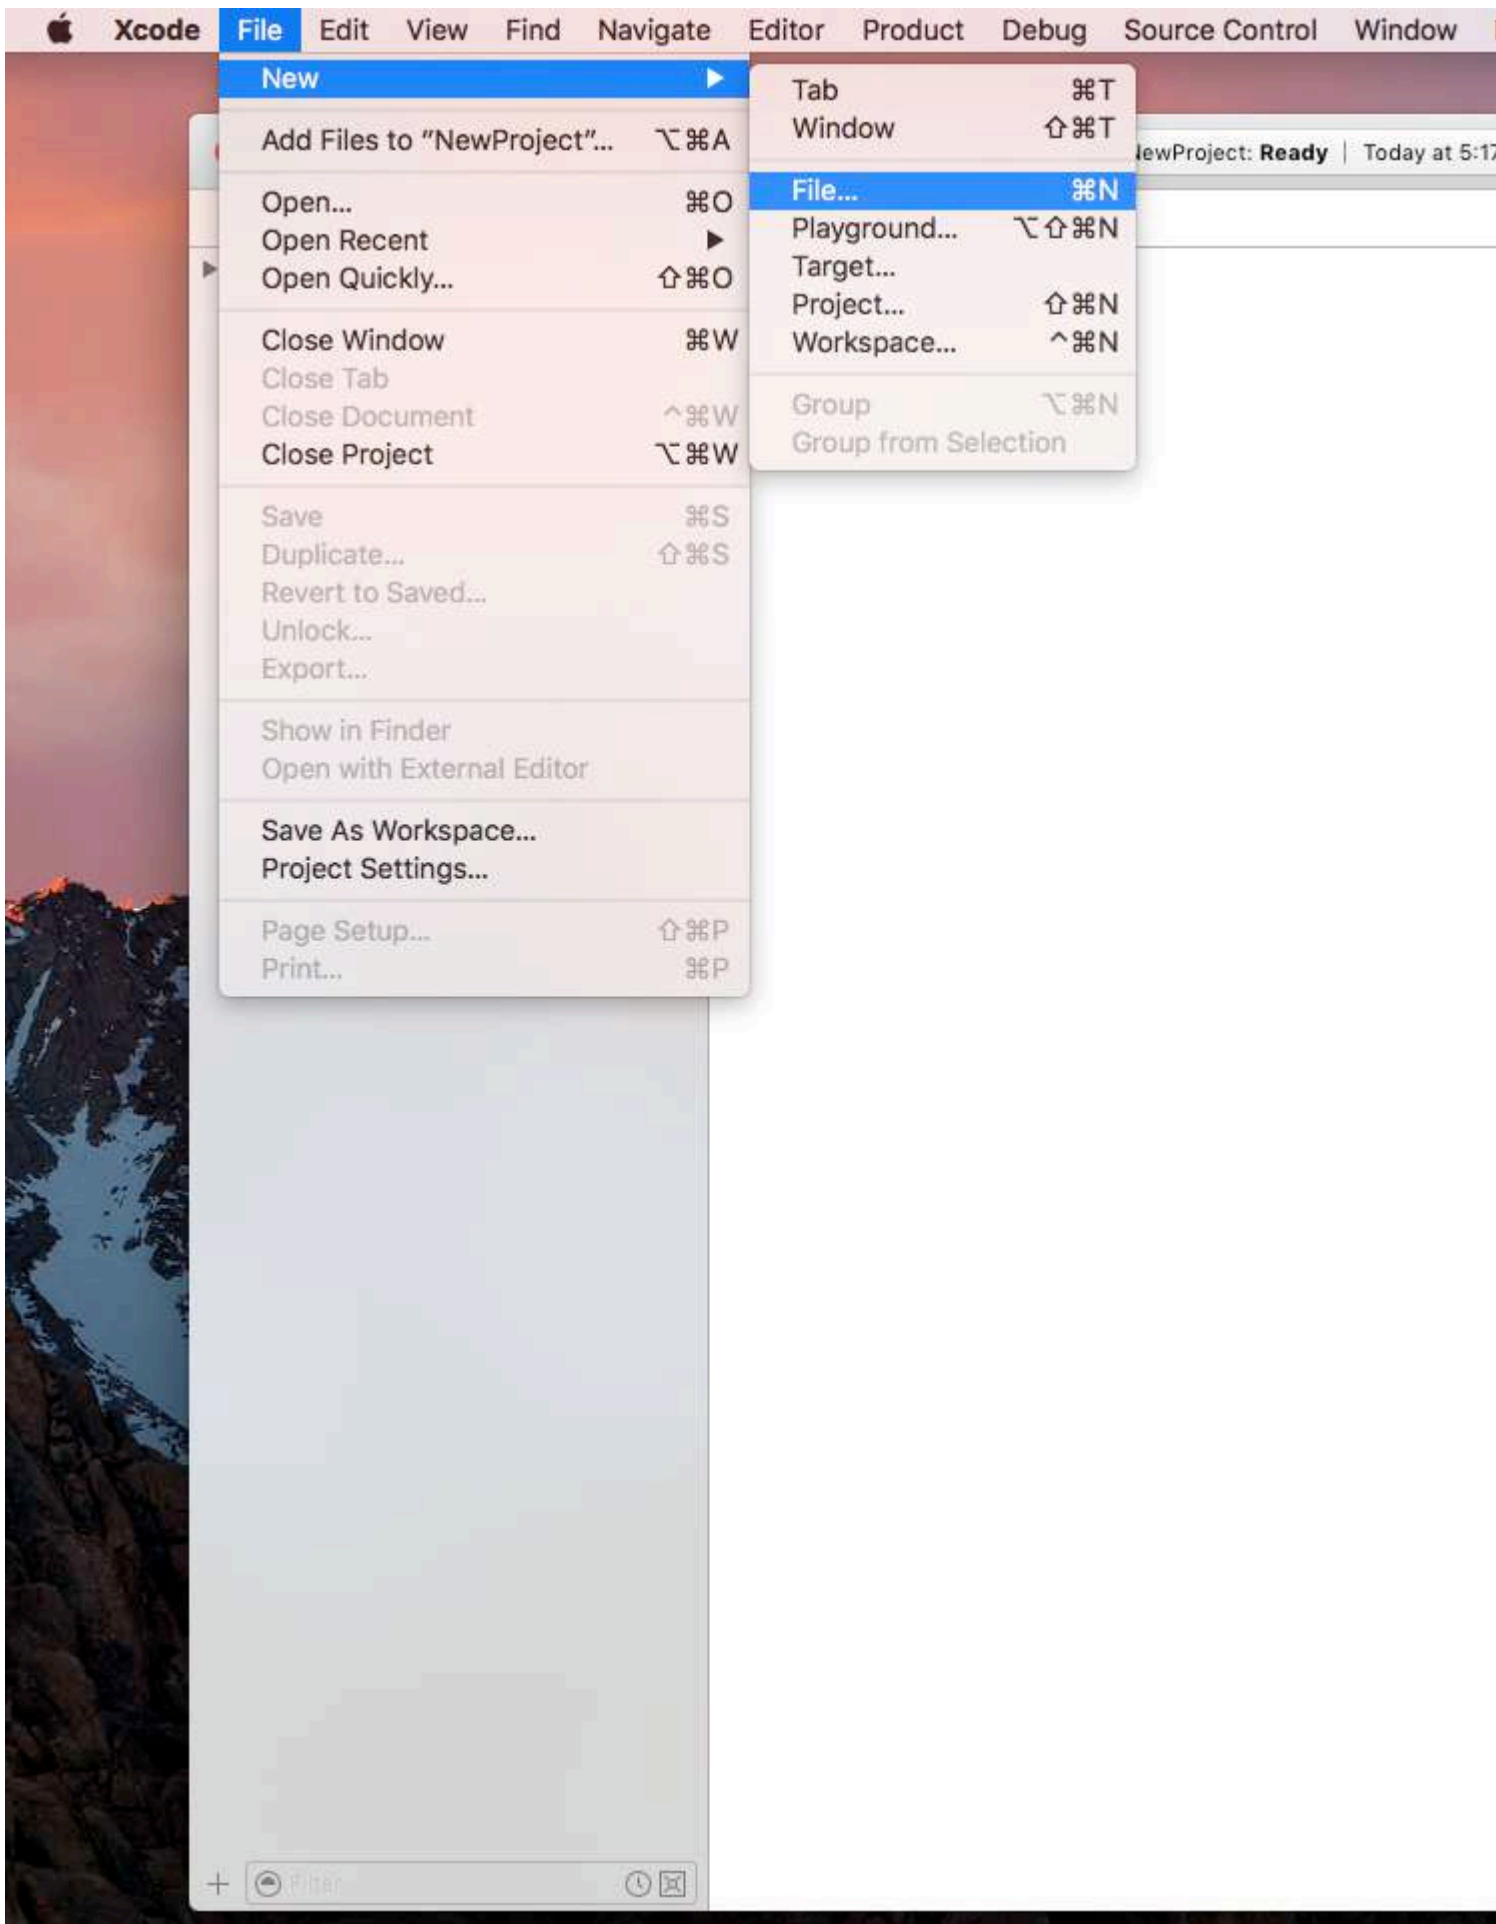 Xcode File Edit View Find Navigate Editor Product Debug Source Control Window
New ▶
Add Files to “NewProject”... ⌥⌘A
Open... ⌘O
Open Recent ▶
Open Quickly... ⇧⌘O
Close Window ⌘W
Close Tab
Close Document ^⌘W
Close Project ⌥⌘W
Save ⌘S
Duplicate... ⇧⌘S
Revert to Saved...
Unlock...
Export...
Show in Finder
Open with External Editor
Save As Workspace...
Project Settings...
Page Setup... ⇧⌘P
Print... ⌘P
Tab ⌘T
Window ⇧⌘T
File... ⌘N
Playground... ⌥⇧⌘N
Target...
Project... ⇧⌘N
Workspace... ^⌘N
Group ⌥⌘N
Group from Selection
ewProject: Ready | Today at 5:17
Filter